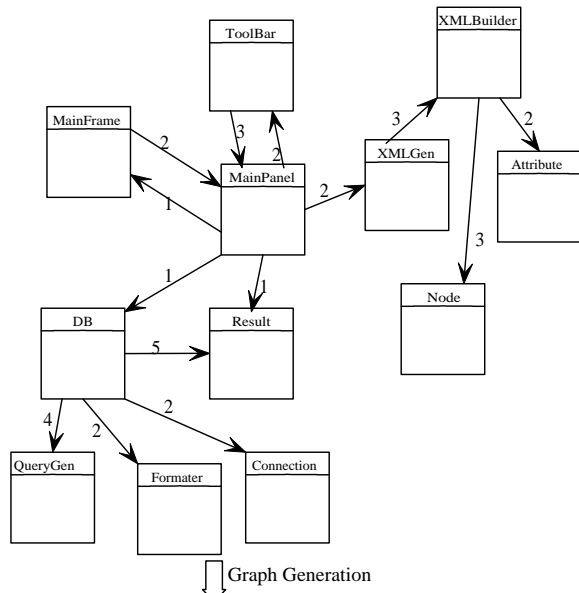 XMLBuilder
ToolBar
MainFrame
3
2
3
2
2
XMLGen
Attribute
MainPanel
2
1
3
1
1
Node
DB
Result
5
4
2
2
QueryGen
Formater
Connection
Graph Generation